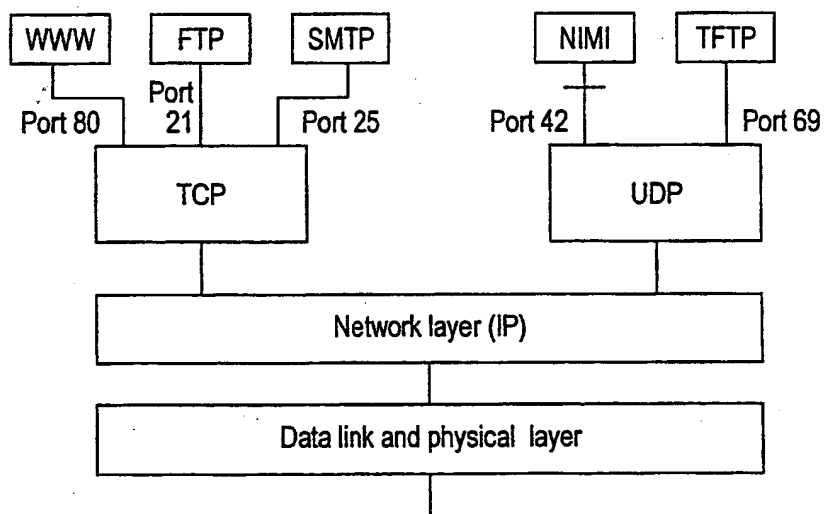 WWW
FTP
SMTP
NIMI
TFTP
Port 80
Port
21
Port 25
Port 42
Port 69
TCP
UDP
Network layer (IP)
Data link and physical layer